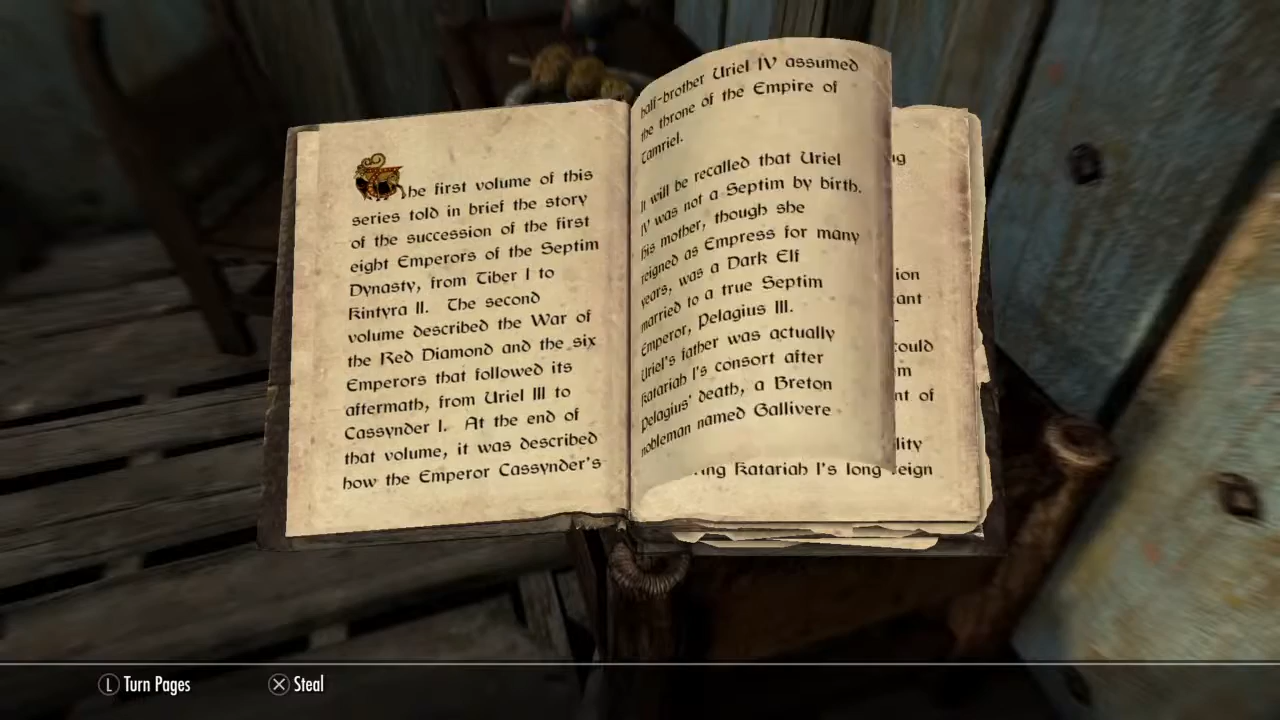 The first volume of this
series told in brief the story
of the succession of the first
eight Emperors of the Septim
Dynasty, from Tiber I to
Kintyra II. The second
volume described the War of
the Red Diamond and the six
Emperors that followed its
aftermath, from Uriel III to
Cassynder I. At the end of
that volume, it was described
how the Emperor Cassynder's
half-brother Uriel IV assumed
the throne of the Empire of
Tamriel.
It will be recalled that Uriel
IV was not a Septim by birth.
His mother, though she
reigned as Empress for many
years, was a Dark Elf
married to a true Septim
Emperor, Pelagius III.
Uriel's father was actually
Katariah I's consort after
Pelagius' death, a Breton
nobleman named Gallivere
Katariah I's long reign
L Turn Pages
X Steal